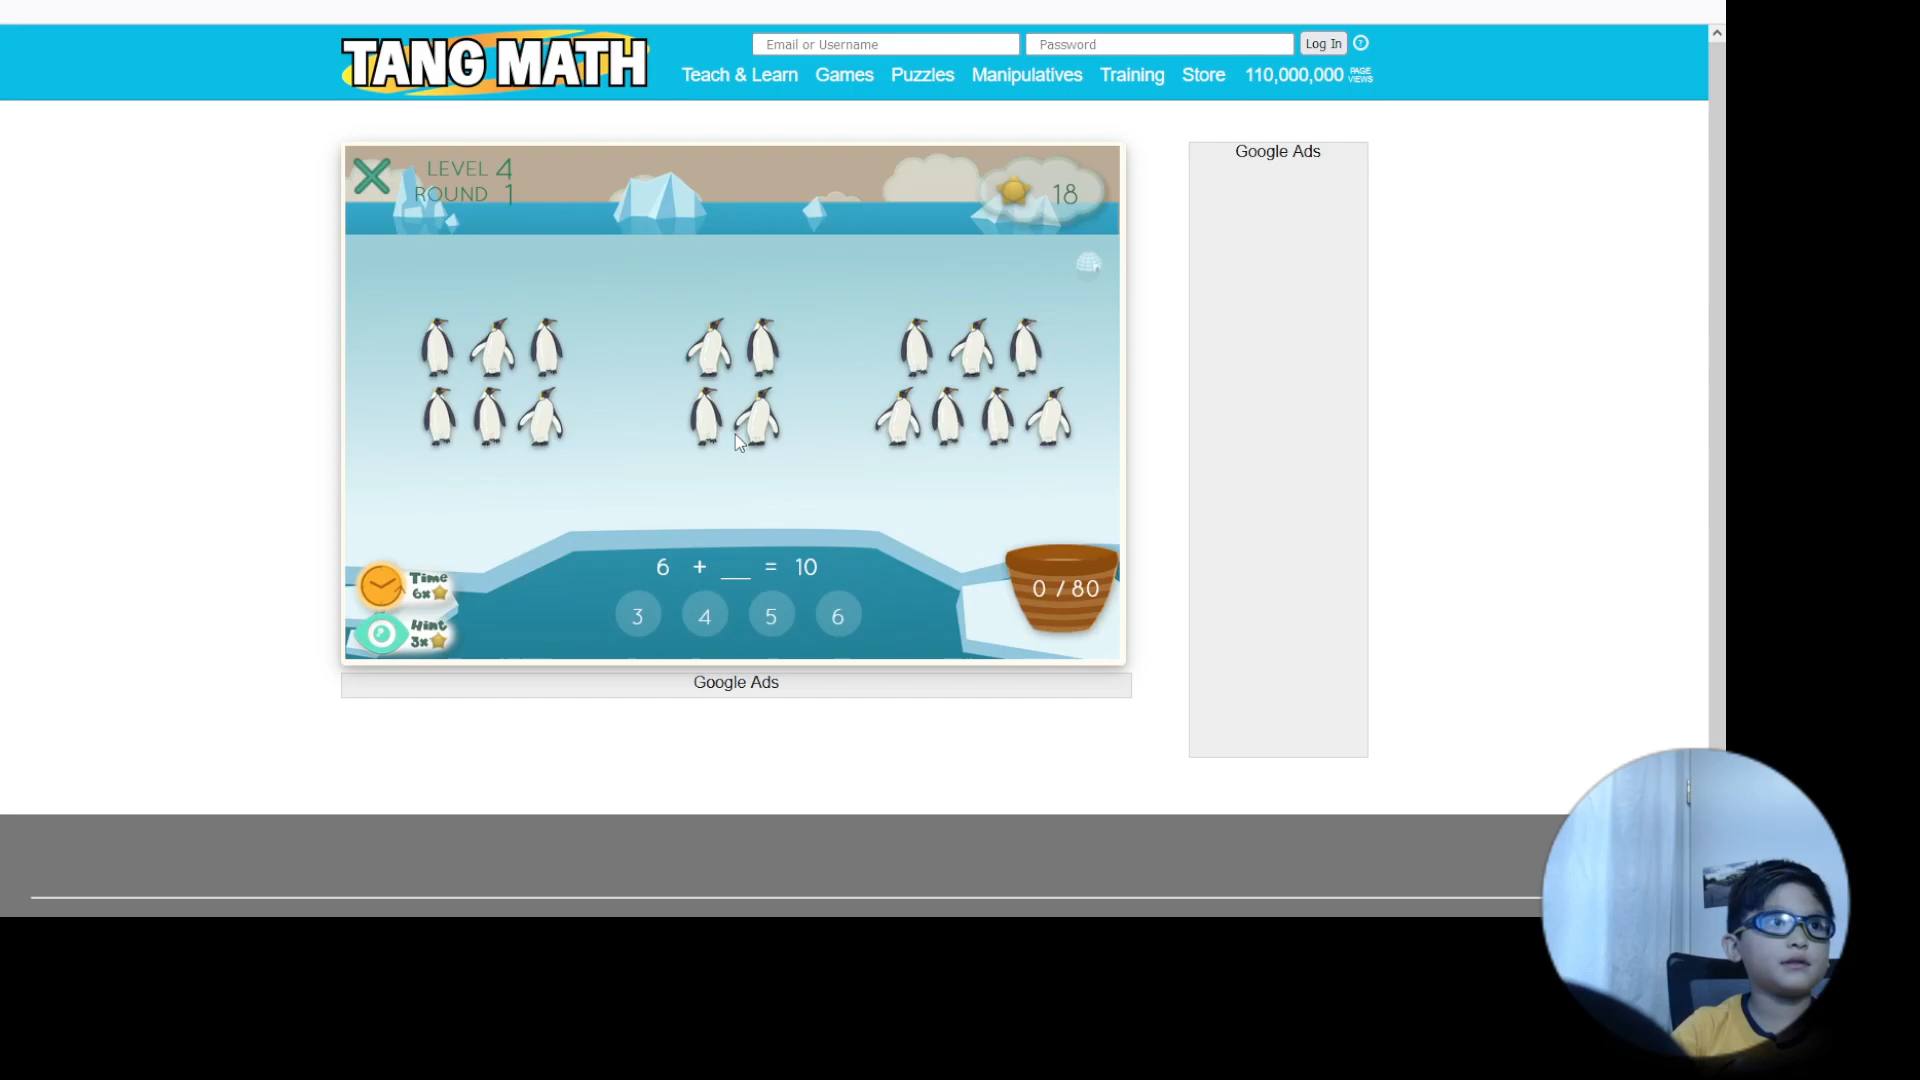 TANG MATH
Email or Username
Password
Log In
?
Teach & Learn
Games
Puzzles
Manipulatives
Training
Store
110,000,000 PAGE VIEWS
LEVEL 4
ROUND 1
18
Google Ads
6 + __ = 10
3 4 5 6
Time
6x
Hint
3x
0 / 80
Google Ads